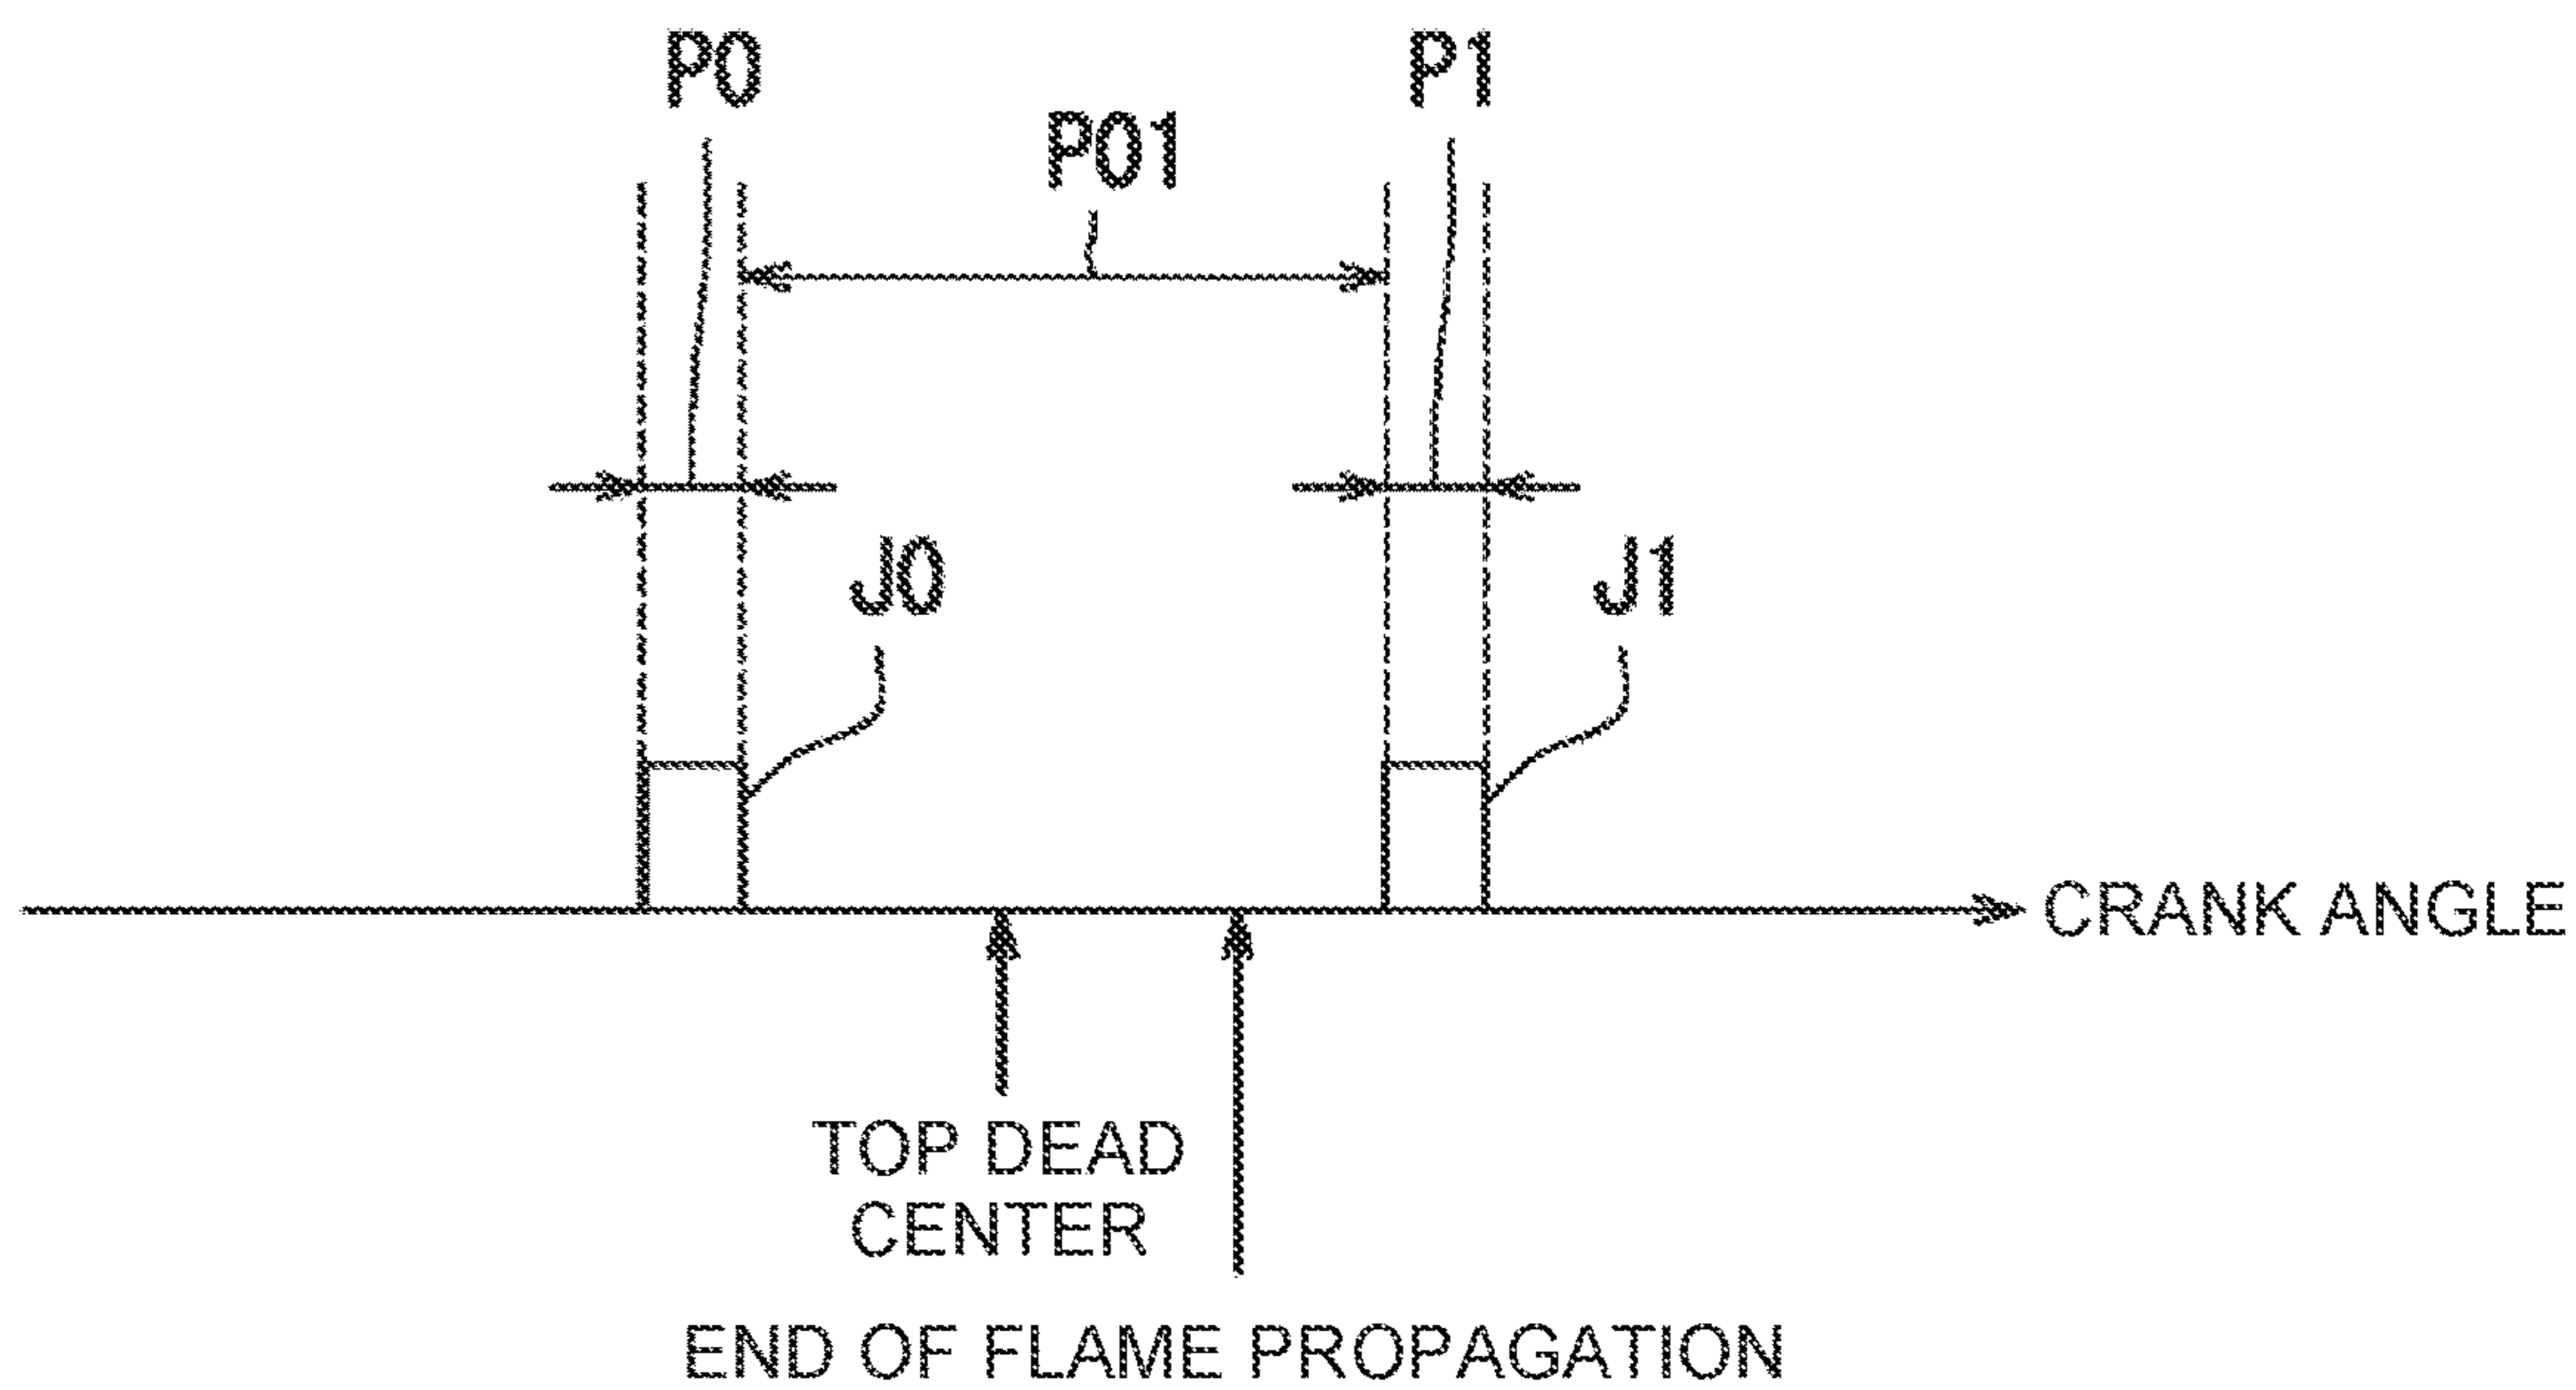 P0
P1
P01
J0
J1
CRANK ANGLE
TOP DEAD
CENTER
END OF FLAME PROPAGATION